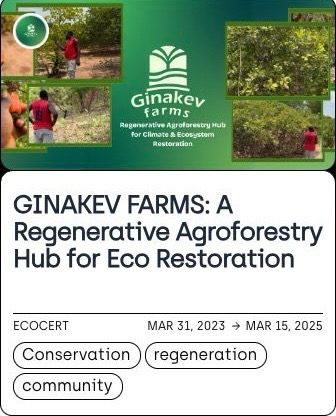 Ginakev
farms
Regenerative Agroforestry Hub
for Climate & Ecosystem
Restoration
GINAKEV FARMS: A
Regenerative Agroforestry
Hub for Eco Restoration
ECOCERT MAR 31, 2023 → MAR 15, 2025
Conservation regeneration
community